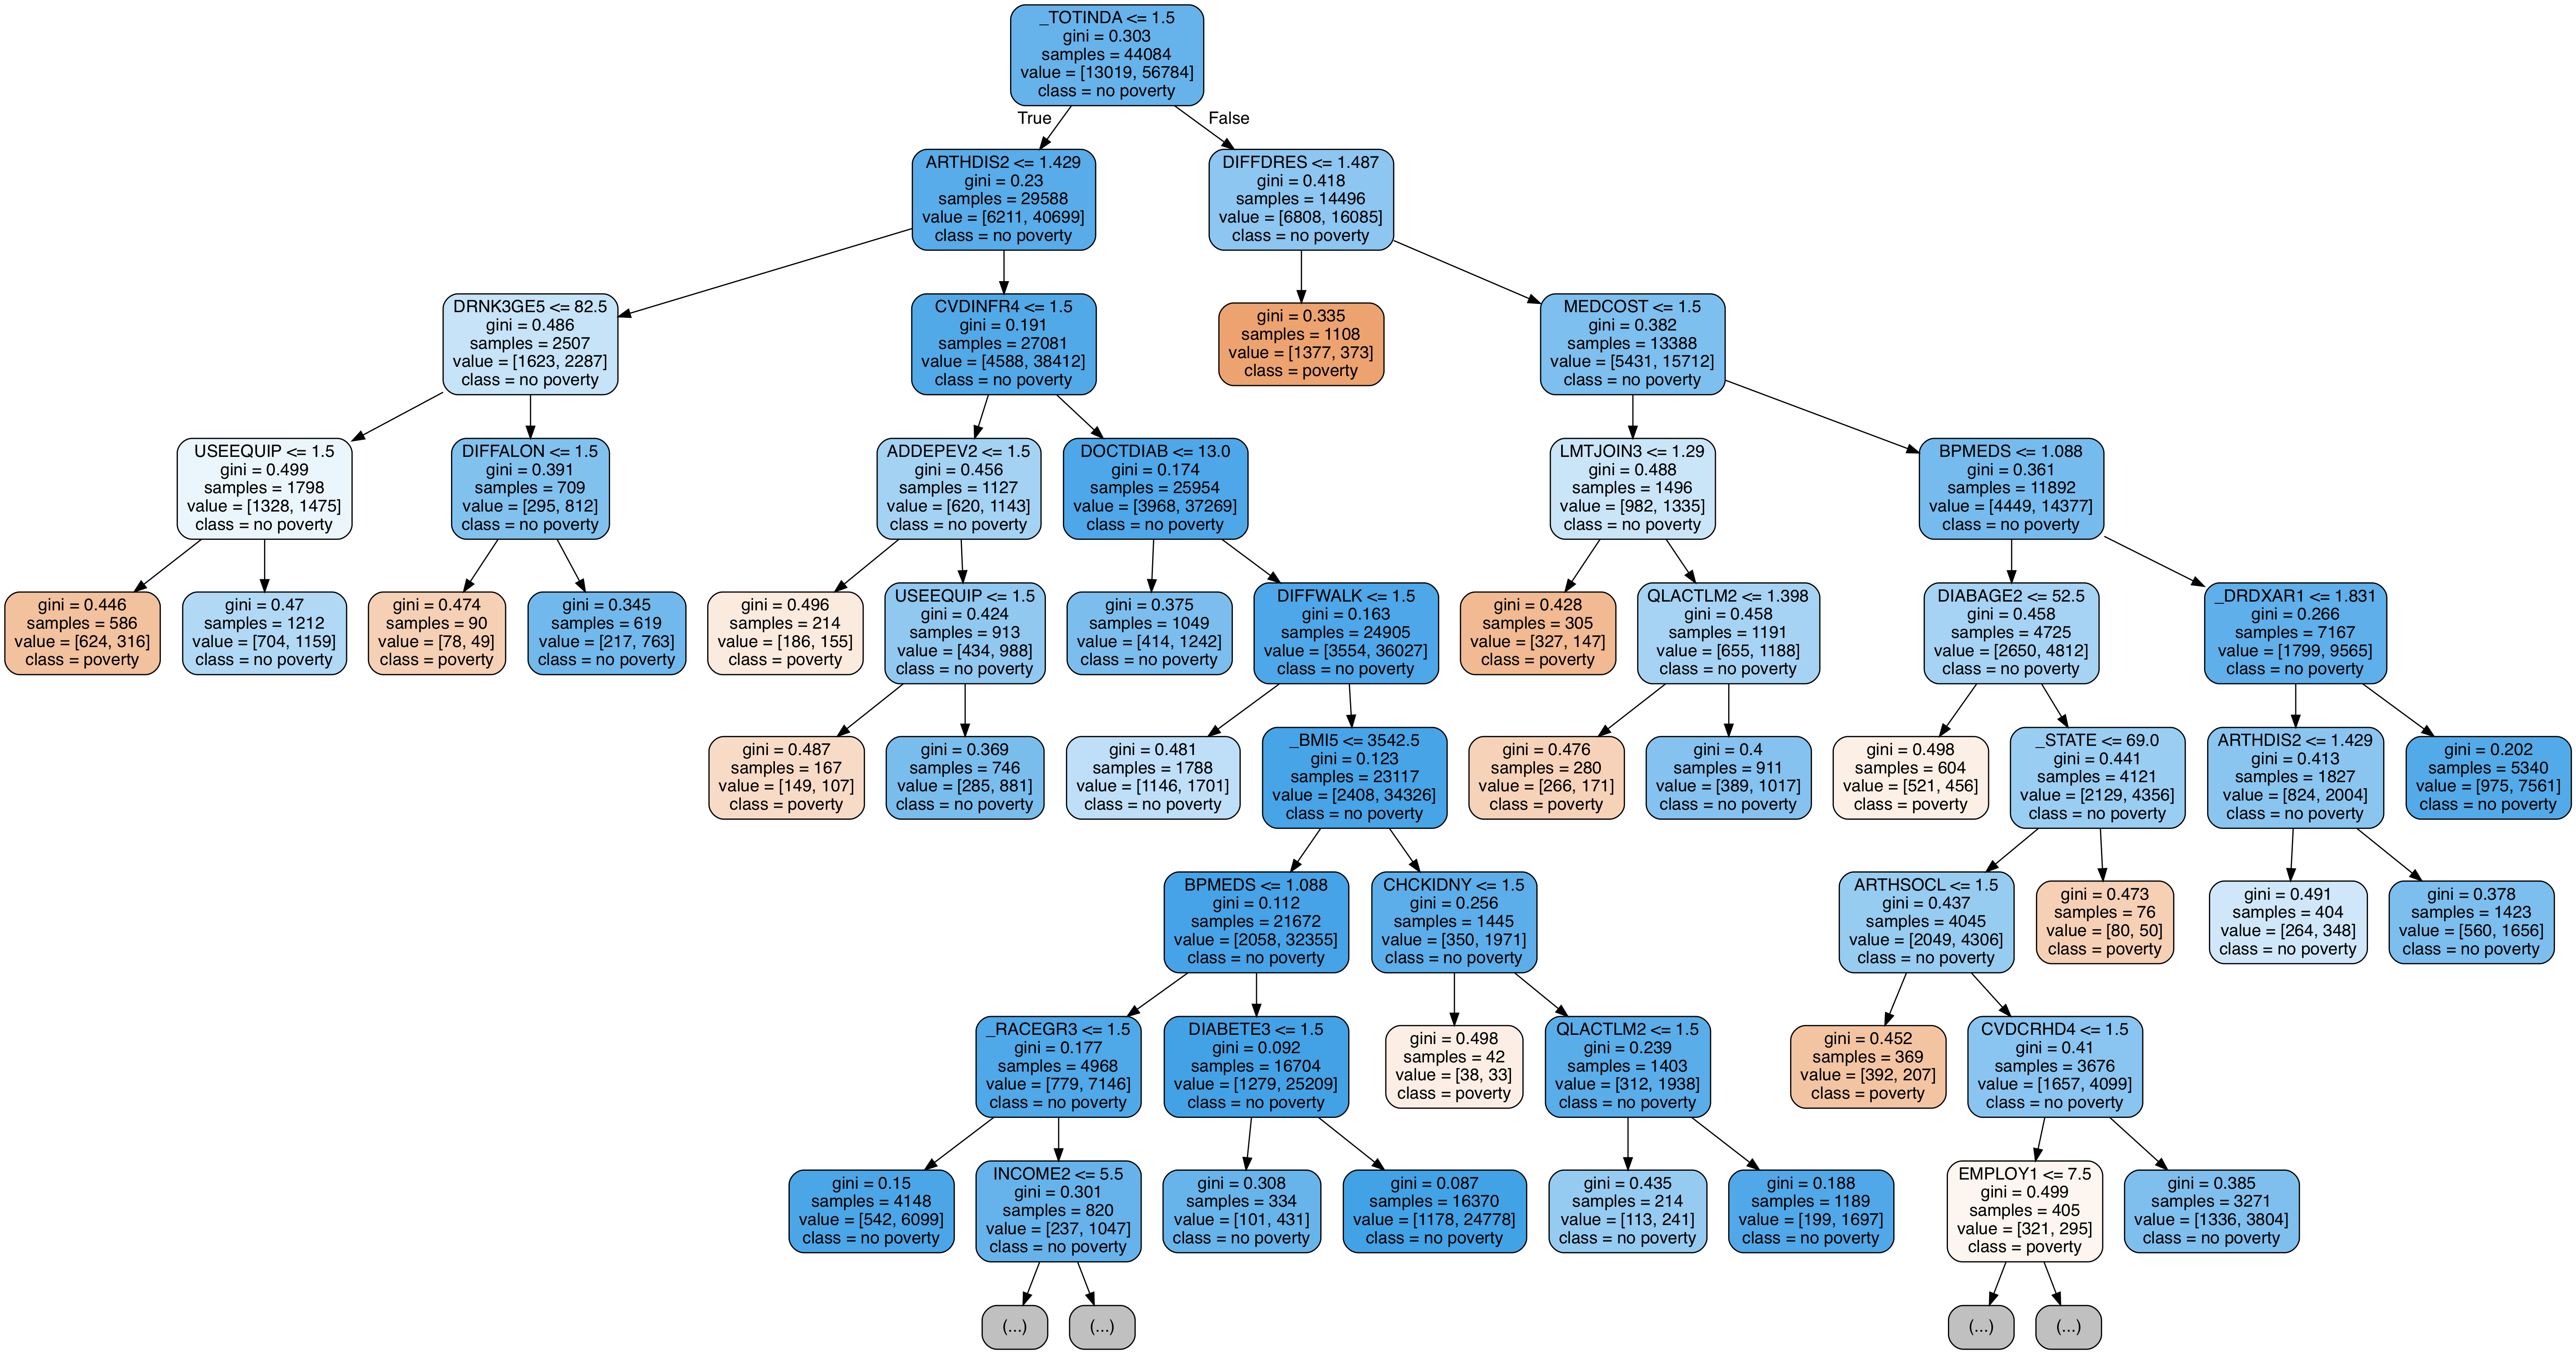 _TOTINDA <= 1.5
gini = 0.303
samples = 44084
value = [13019, 56784]
class = no poverty
True
False
ARTHDIS2 <= 1.429
gini = 0.23
samples = 29588
value = [6211, 40699]
class = no poverty
DIFFDRES <= 1.487
gini = 0.418
samples = 14496
value = [6808, 16085]
class = no poverty
DRNK3GE5 <= 82.5
gini = 0.486
samples = 2507
value = [1623, 2287]
class = no poverty
CVDINFR4 <= 1.5
gini = 0.191
samples = 27081
value = [4588, 38412]
class = no poverty
gini = 0.335
samples = 1108
value = [1377, 373]
class = poverty
MEDCOST <= 1.5
gini = 0.382
samples = 13388
value = [5431, 15712]
class = no poverty
USEEQUIP <= 1.5
gini = 0.499
samples = 1798
value = [1328, 1475]
class = no poverty
DIFFALON <= 1.5
gini = 0.391
samples = 709
value = [295, 812]
class = no poverty
ADDEPEV2 <= 1.5
gini = 0.456
samples = 1127
value = [620, 1143]
class = no poverty
DOCTDIAB <= 13.0
gini = 0.174
samples = 25954
value = [3968, 37269]
class = no poverty
LMTJOIN3 <= 1.29
gini = 0.488
samples = 1496
value = [982, 1335]
class = no poverty
BPMEDS <= 1.088
gini = 0.361
samples = 11892
value = [4449, 14377]
class = no poverty
gini = 0.446
samples = 586
value = [624, 316]
class = poverty
gini = 0.47
samples = 1212
value = [704, 1159]
class = no poverty
gini = 0.474
samples = 90
value = [78, 49]
class = poverty
gini = 0.345
samples = 619
value = [217, 763]
class = no poverty
gini = 0.496
samples = 214
value = [186, 155]
class = poverty
USEEQUIP <= 1.5
gini = 0.424
samples = 913
value = [434, 988]
class = no poverty
gini = 0.375
samples = 1049
value = [414, 1242]
class = no poverty
DIFFWALK <= 1.5
gini = 0.163
samples = 24905
value = [3554, 36027]
class = no poverty
gini = 0.428
samples = 305
value = [327, 147]
class = poverty
QLACTLM2 <= 1.398
gini = 0.458
samples = 1191
value = [655, 1188]
class = no poverty
DIABAGE2 <= 52.5
gini = 0.458
samples = 4725
value = [2650, 4812]
class = no poverty
_DRDXAR1 <= 1.831
gini = 0.266
samples = 7167
value = [1799, 9565]
class = no poverty
gini = 0.487
samples = 167
value = [149, 107]
class = poverty
gini = 0.369
samples = 746
value = [285, 881]
class = no poverty
gini = 0.481
samples = 1788
value = [1146, 1701]
class = no poverty
_BMI5 <= 3542.5
gini = 0.123
samples = 23117
value = [2408, 34326]
class = no poverty
gini = 0.476
samples = 280
value = [266, 171]
class = poverty
gini = 0.4
samples = 911
value = [389, 1017]
class = no poverty
gini = 0.498
samples = 604
value = [521, 456]
class = poverty
_STATE <= 69.0
gini = 0.441
samples = 4121
value = [2129, 4356]
class = no poverty
ARTHDIS2 <= 1.429
gini = 0.413
samples = 1827
value = [824, 2004]
class = no poverty
gini = 0.202
samples = 5340
value = [975, 7561]
class = no poverty
BPMEDS <= 1.088
gini = 0.112
samples = 21672
value = [2058, 32355]
class = no poverty
CHCKIDNY <= 1.5
gini = 0.256
samples = 1445
value = [350, 1971]
class = no poverty
ARTHSOCL <= 1.5
gini = 0.437
samples = 4045
value = [2049, 4306]
class = no poverty
gini = 0.473
samples = 76
value = [80, 50]
class = poverty
gini = 0.491
samples = 404
value = [264, 348]
class = no poverty
gini = 0.378
samples = 1423
value = [560, 1656]
class = no poverty
_RACEGR3 <= 1.5
gini = 0.177
samples = 4968
value = [779, 7146]
class = no poverty
DIABETE3 <= 1.5
gini = 0.092
samples = 16704
value = [1279, 25209]
class = no poverty
gini = 0.498
samples = 42
value = [38, 33]
class = poverty
QLACTLM2 <= 1.5
gini = 0.239
samples = 1403
value = [312, 1938]
class = no poverty
gini = 0.452
samples = 369
value = [392, 207]
class = poverty
CVDCRHD4 <= 1.5
gini = 0.41
samples = 3676
value = [1657, 4099]
class = no poverty
gini = 0.15
samples = 4148
value = [542, 6099]
class = no poverty
INCOME2 <= 5.5
gini = 0.301
samples = 820
value = [237, 1047]
class = no poverty
gini = 0.308
samples = 334
value = [101, 431]
class = no poverty
gini = 0.087
samples = 16370
value = [1178, 24778]
class = no poverty
gini = 0.435
samples = 214
value = [113, 241]
class = no poverty
gini = 0.188
samples = 1189
value = [199, 1697]
class = no poverty
EMPLOY1 <= 7.5
gini = 0.499
samples = 405
value = [321, 295]
class = poverty
gini = 0.385
samples = 3271
value = [1336, 3804]
class = no poverty
(...)
(...)
(...)
(...)